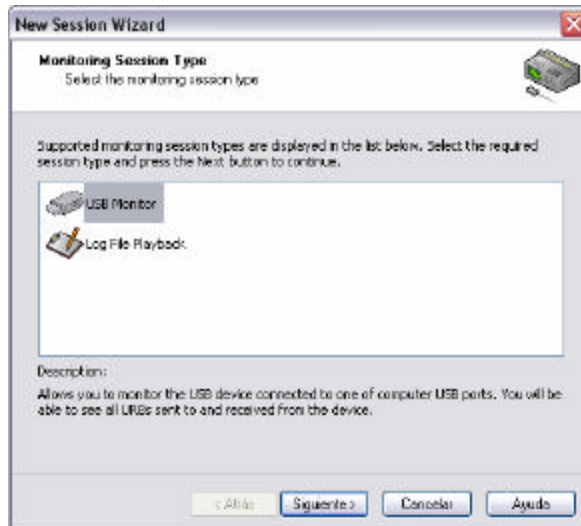 New Session Wizard
Monitoring Session Type
Select the monitoring session type
Supported monitoring session types are displayed in the list below. Select the required
session type and press the Next button to continue.
USB Monitor
Log File Playback
Description:
Allows you to monitor the USB device connected to one of computer USB ports. You will be
able to see all URBs sent to and received from the device.
< Atrás
Siguiente >
Cancelar
Ayuda